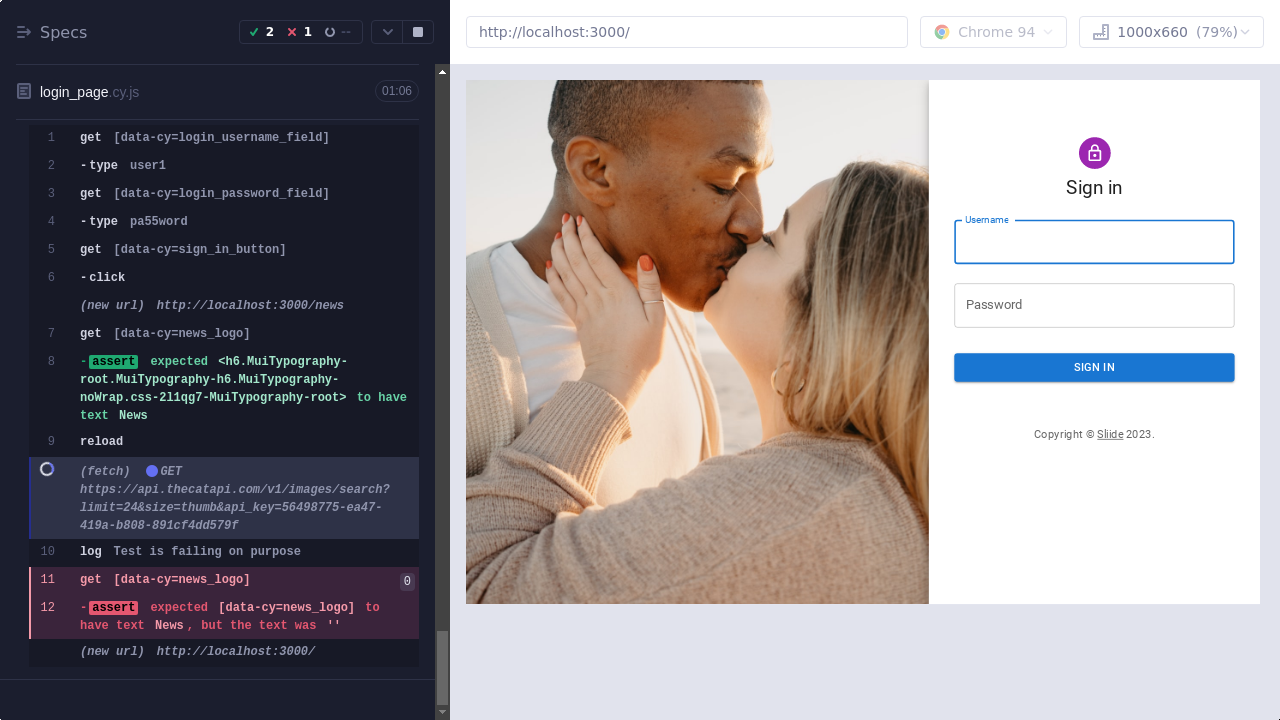 Specs
2
1
--
http://localhost:3000/
Chrome 94
1000x660 (79%)
login_page.cy.js
01:06
1 get [data-cy=login_username_field]
2 -type user1
3 get [data-cy=login_password_field]
4 -type pa55word
5 get [data-cy=sign_in_button]
6 -click
(new url) http://localhost:3000/news
7 get [data-cy=news_logo]
8 -assert expected <h6.MuiTypography-
root.MuiTypography-h6.MuiTypography-
noWrap.css-2l1qg7-MuiTypography-root> to have
text News
9 reload
(fetch) GET
https://api.thecatapi.com/v1/images/search?
limit=24&size=thumb&api_key=56498775-ea47-
419a-b808-891cf4dd579f
10 log Test is failing on purpose
11 get [data-cy=news_logo] 0
12 -assert expected [data-cy=news_logo] to
have text News, but the text was ''
(new url) http://localhost:3000/
Sign in
Username
Password
SIGN IN
Copyright © Sliide 2023.